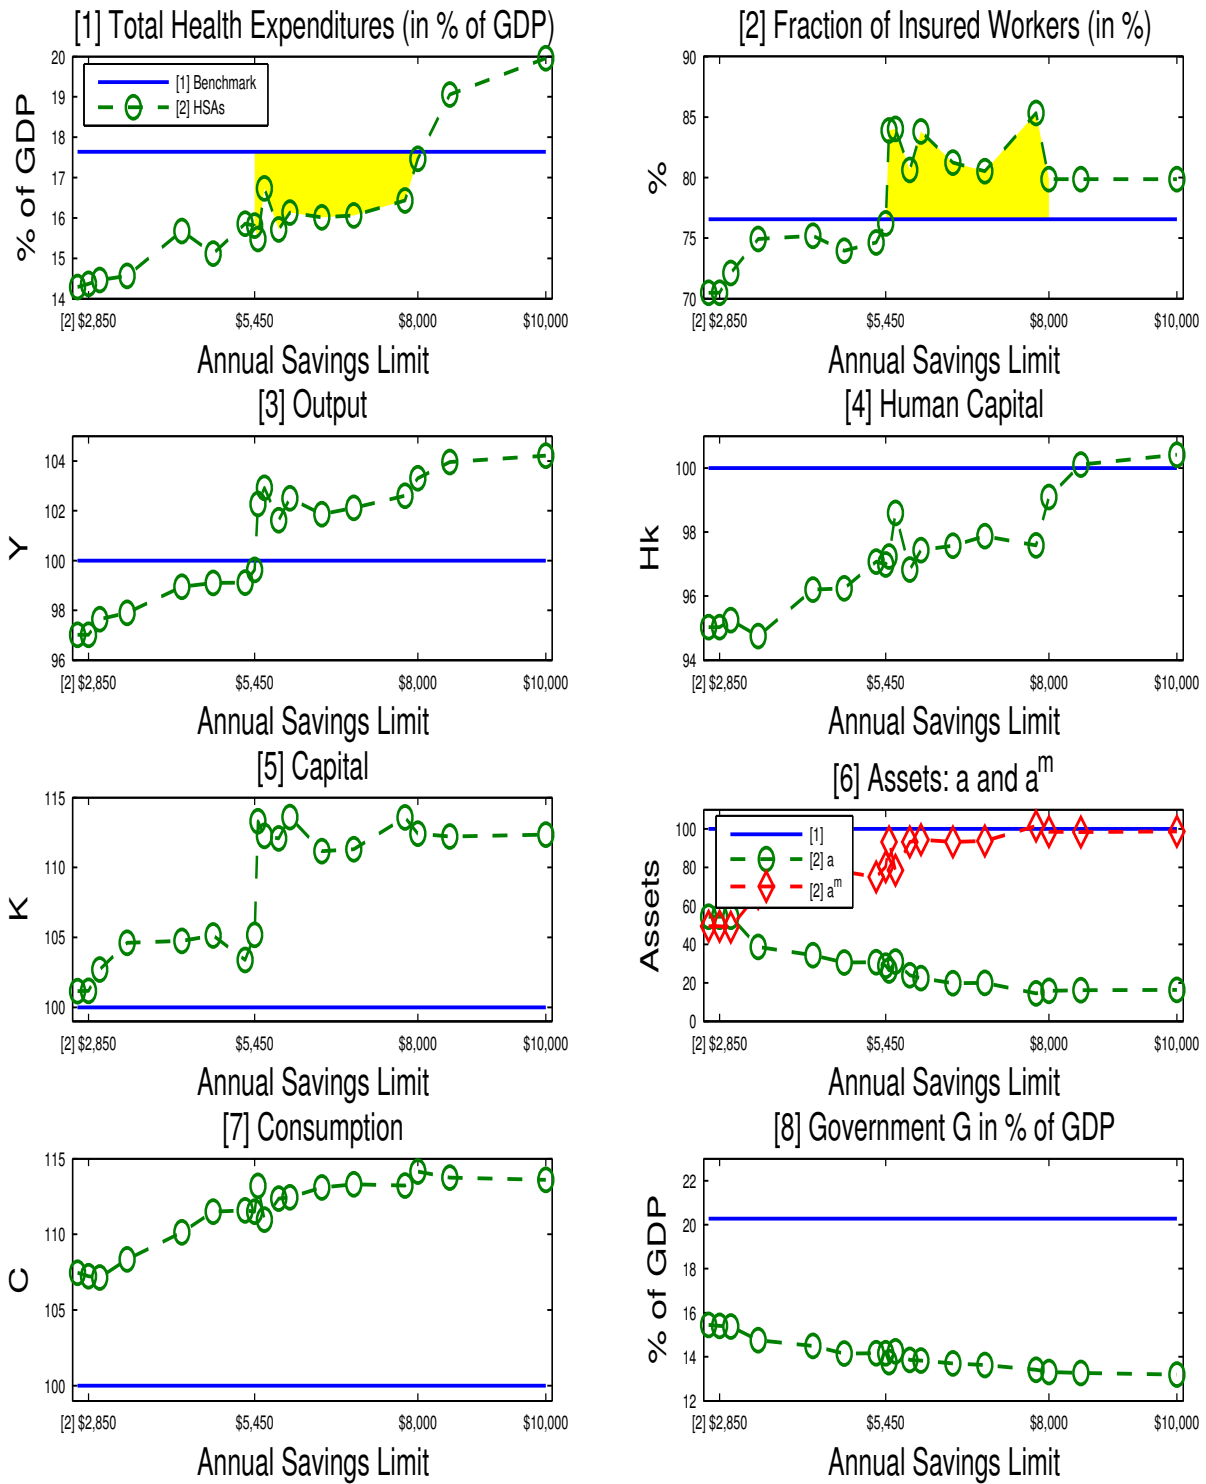 [1] Total Health Expenditures (in % of GDP)
% of GDP
20
19
18
17
16
15
14
[1] Benchmark
[2] HSAs
[2] $2,850
$5,450
$8,000
$10,000
Annual Savings Limit
[2] Fraction of Insured Workers (in %)
%
90
85
80
75
70
[2] $2,850
$5,450
$8,000
$10,000
Annual Savings Limit
[3] Output
Y
104
102
100
98
96
[2] $2,850
$5,450
$8,000
$10,000
Annual Savings Limit
[4] Human Capital
Hk
100
98
96
94
[2] $2,850
$5,450
$8,000
$10,000
Annual Savings Limit
[5] Capital
K
115
110
105
100
[2] $2,850
$5,450
$8,000
$10,000
Annual Savings Limit
[6] Assets: a and a^m
Assets
100
80
60
40
20
0
[1]
[2] a
[2] a^m
[2] $2,850
$5,450
$8,000
$10,000
Annual Savings Limit
[7] Consumption
C
115
110
105
100
[2] $2,850
$5,450
$8,000
$10,000
Annual Savings Limit
[8] Government G in % of GDP
% of GDP
22
20
18
16
14
12
[2] $2,850
$5,450
$8,000
$10,000
Annual Savings Limit